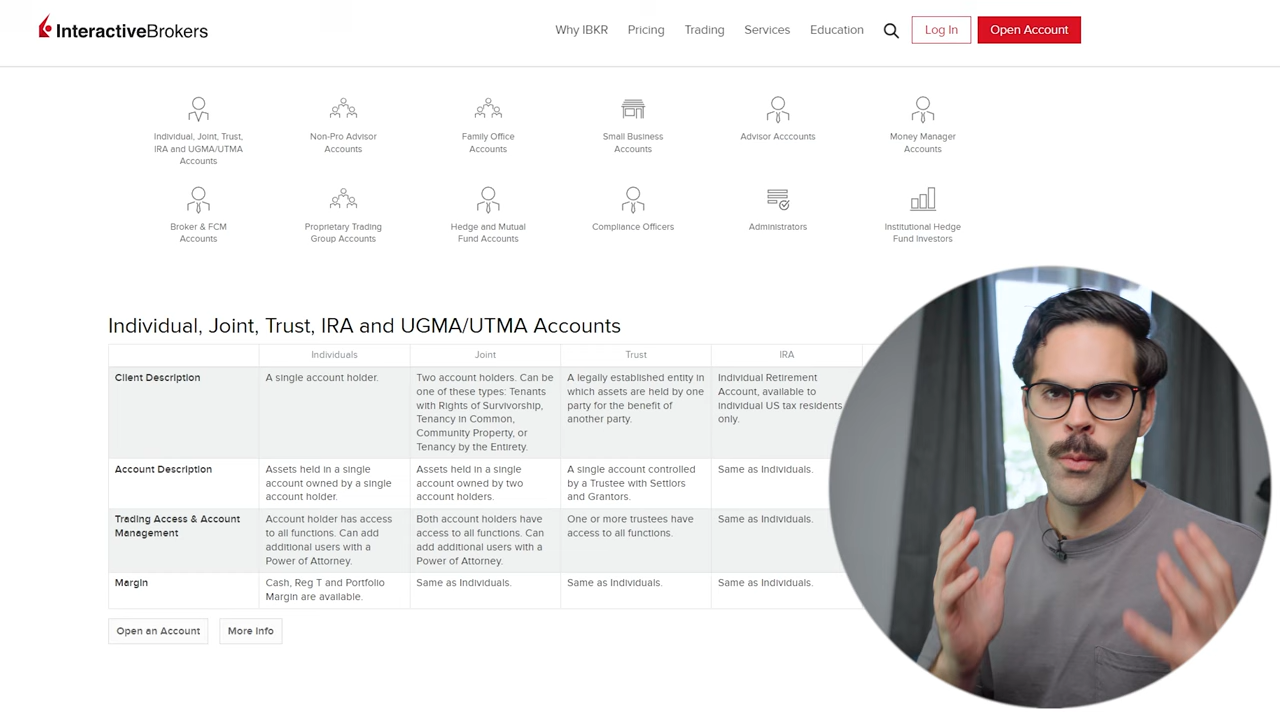 InteractiveBrokers
Why IBKR
Pricing
Trading
Services
Education
Log In
Open Account
Individual, Joint, Trust,
IRA and UGMA/UTMA
Accounts
Non-Pro Advisor
Accounts
Family Office
Accounts
Small Business
Accounts
Advisor Acccounts
Money Manager
Accounts
Broker & FCM
Accounts
Proprietary Trading
Group Accounts
Hedge and Mutual
Fund Accounts
Compliance Officers
Administrators
Institutional Hedge
Fund Investors
Individual, Joint, Trust, IRA and UGMA/UTMA Accounts
Individuals
Joint
Trust
IRA
Client Description
A single account holder.
Two account holders. Can be
one of these types: Tenants
with Rights of Survivorship,
Tenancy in Common,
Community Property, or
Tenancy by the Entirety.
A legally established entity in
which assets are held by one
party for the benefit of
another party.
Individual Retirement
Account, available to
individual US tax residents
only.
Account Description
Assets held in a single
account owned by a single
account holder.
Assets held in a single
account owned by two
account holders.
A single account controlled
by a Trustee with Settlors
and Grantors.
Same as Individuals.
Trading Access & Account
Management
Account holder has access
to all functions. Can add
additional users with a
Power of Attorney.
Both account holders have
access to all functions. Can
add additional users with a
Power of Attorney.
One or more trustees have
access to all functions.
Same as Individuals.
Margin
Cash, Reg T and Portfolio
Margin are available.
Same as Individuals.
Same as Individuals.
Same as Individuals.
Open an Account
More Info